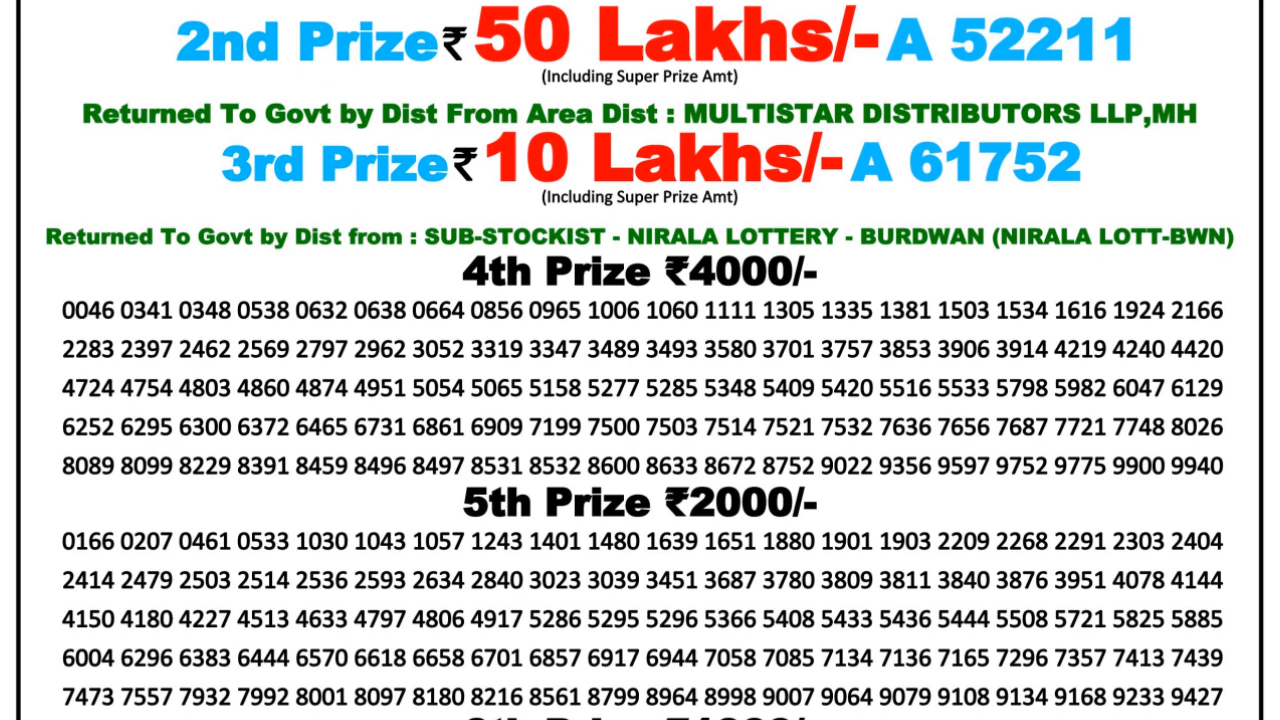 2nd Prize ₹ 50 Lakhs/- A 52211
(Including Super Prize Amt)
Returned To Govt by Dist From Area Dist : MULTISTAR DISTRIBUTORS LLP,MH
3rd Prize ₹ 10 Lakhs/- A 61752
(Including Super Prize Amt)
Returned To Govt by Dist from : SUB-STOCKIST - NIRALA LOTTERY - BURDWAN (NIRALA LOTT-BWN)
4th Prize ₹4000/-
0046 0341 0348 0538 0632 0638 0664 0856 0965 1006 1060 1111 1305 1335 1381 1503 1534 1616 1924 2166
2283 2397 2462 2569 2797 2962 3052 3319 3347 3489 3493 3580 3701 3757 3853 3906 3914 4219 4240 4420
4724 4754 4803 4860 4874 4951 5054 5065 5158 5277 5285 5348 5409 5420 5516 5533 5798 5982 6047 6129
6252 6295 6300 6372 6465 6731 6861 6909 7199 7500 7503 7514 7521 7532 7636 7656 7687 7721 7748 8026
8089 8099 8229 8391 8459 8496 8497 8531 8532 8600 8633 8672 8752 9022 9356 9597 9752 9775 9900 9940
5th Prize ₹2000/-
0166 0207 0461 0533 1030 1043 1057 1243 1401 1480 1639 1651 1880 1901 1903 2209 2268 2291 2303 2404
2414 2479 2503 2514 2536 2593 2634 2840 3023 3039 3451 3687 3780 3809 3811 3840 3876 3951 4078 4144
4150 4180 4227 4513 4633 4797 4806 4917 5286 5295 5296 5366 5408 5433 5436 5444 5508 5721 5825 5885
6004 6296 6383 6444 6570 6618 6658 6701 6857 6917 6944 7058 7085 7134 7136 7165 7296 7357 7413 7439
7473 7557 7932 7992 8001 8097 8180 8216 8561 8799 8964 8998 9007 9064 9079 9108 9134 9168 9233 9427